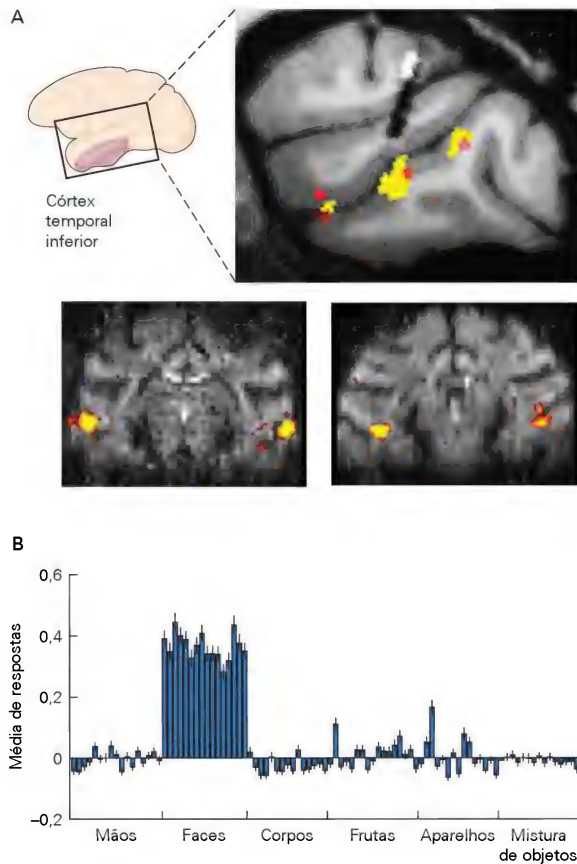 A
Córtex
temporal
inferior
B
Média de respostas
0,6
0,4
0,2
0
–0,2
Mãos
Faces
Corpos
Frutas
Aparelhos
Mistura
de objetos